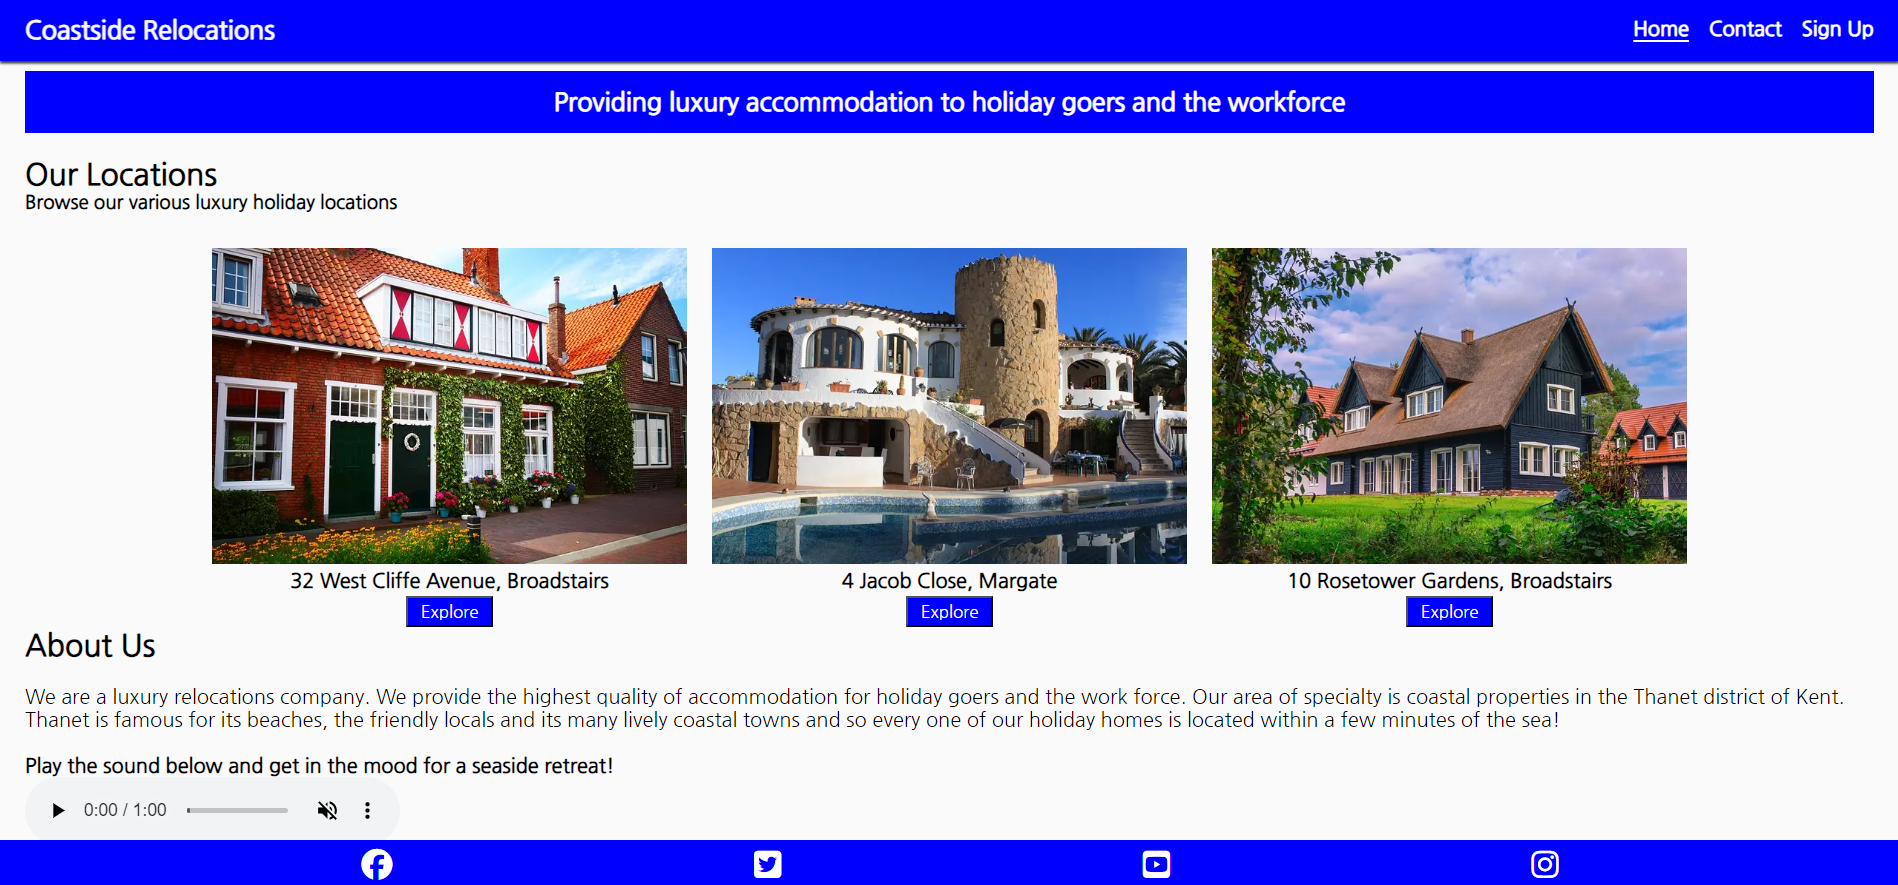 Coastside Relocations
Home Contact Sign Up
Providing luxury accommodation to holiday goers and the workforce
Our Locations
Browse our various luxury holiday locations
32 West Cliffe Avenue, Broadstairs
4 Jacob Close, Margate
10 Rosetower Gardens, Broadstairs
Explore
Explore
Explore
About Us
We are a luxury relocations company. We provide the highest quality of accommodation for holiday goers and the work force. Our area of specialty is coastal properties in the Thanet district of Kent.
Thanet is famous for its beaches, the friendly locals and its many lively coastal towns and so every one of our holiday homes is located within a few minutes of the sea!
Play the sound below and get in the mood for a seaside retreat!
0:00 / 1:00